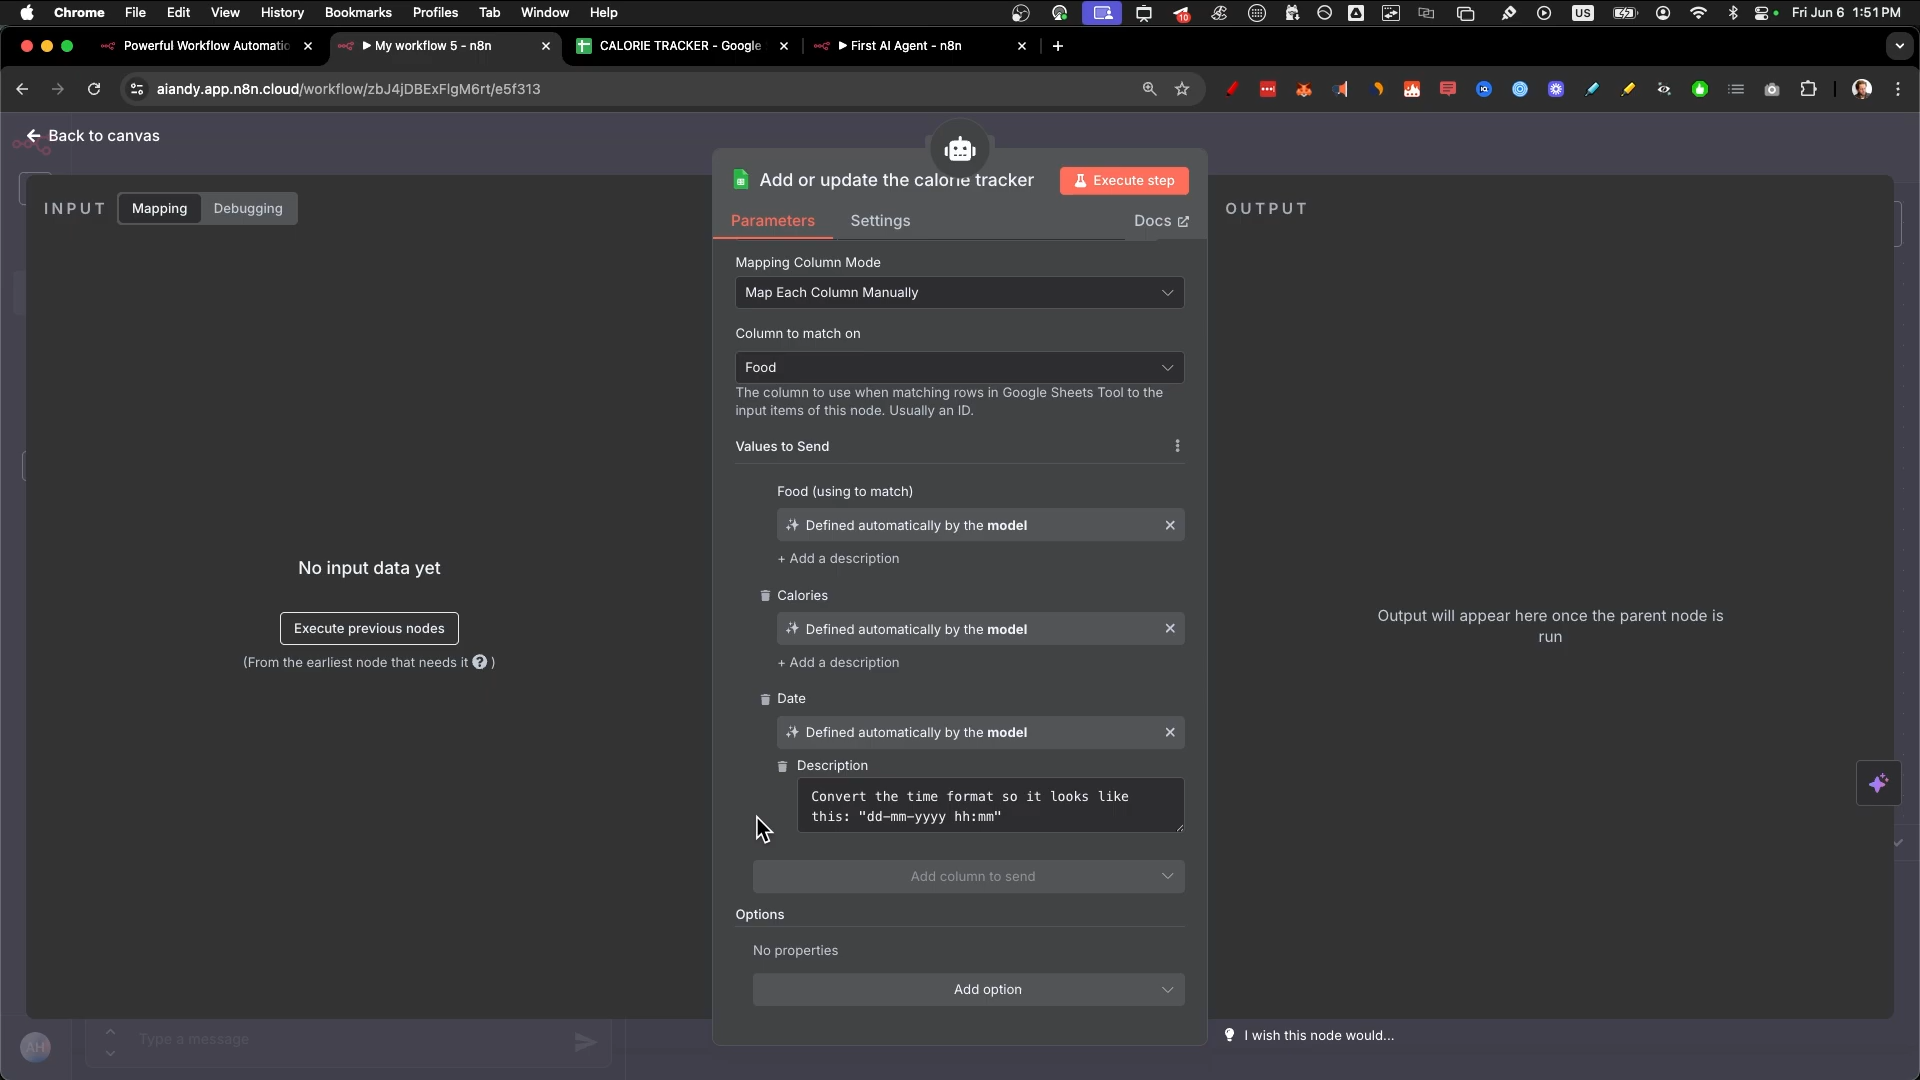 Chrome File Edit View History Bookmarks Profiles Tab Window Help
10
US
Fri Jun 6 1:51 PM
Powerful Workflow Automatio
My workflow 5 - n8n
CALORIE TRACKER - Google
First AI Agent - n8n
aiandy.app.n8n.cloud/workflow/zbJ4jDBExFlgM6rt/e5f313
Back to canvas
INPUT
Mapping
Debugging
No input data yet
Execute previous nodes
(From the earliest node that needs it ? )
Add or update the calorie tracker
Execute step
Parameters
Settings
Docs
Mapping Column Mode
Map Each Column Manually
Column to match on
Food
The column to use when matching rows in Google Sheets Tool to the
input items of this node. Usually an ID.
Values to Send
Food (using to match)
Defined automatically by the model
+ Add a description
Calories
Defined automatically by the model
+ Add a description
Date
Defined automatically by the model
Description
Convert the time format so it looks like
this: "dd-mm-yyyy hh:mm"
Add column to send
Options
No properties
Add option
OUTPUT
Output will appear here once the parent node is
run
I wish this node would...
AH
Type a message